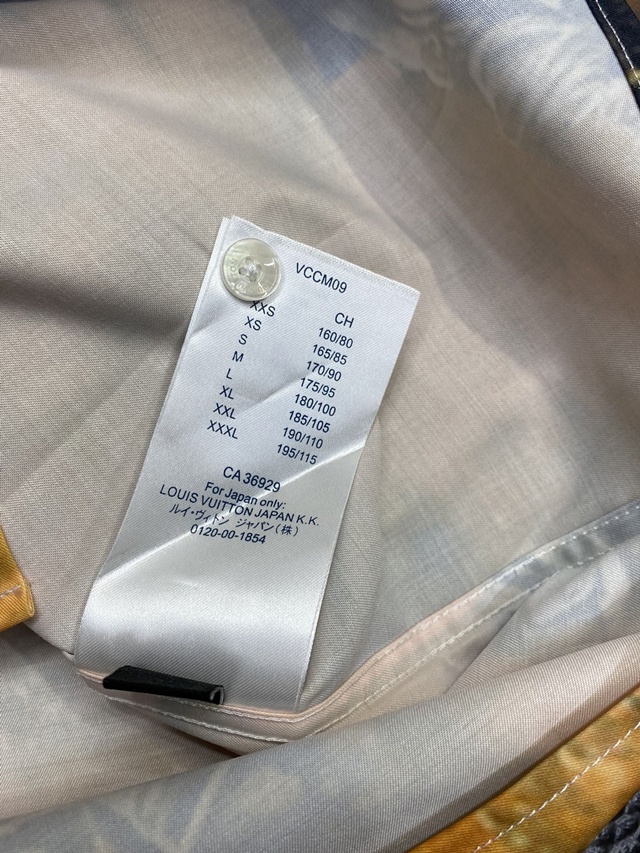 VCCM09
CH
XXS 160/80
XS 165/85
S 170/90
M 175/95
L 180/100
XL 185/105
XXL 190/110
XXXL 195/115
CA 36929
For Japan only:
LOUIS VUITTON JAPAN K.K.
ルイ・ヴィトン ジャパン(株)
0120-00-1854